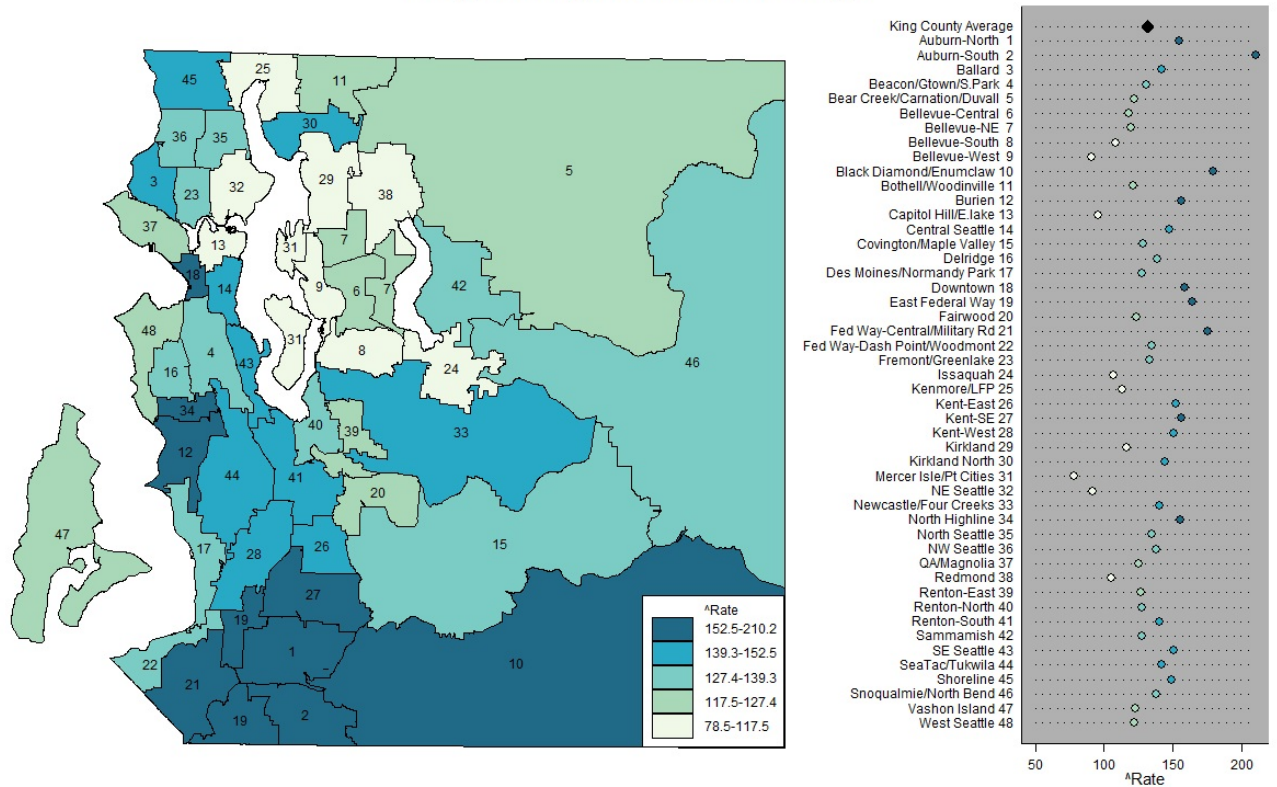 45
25
11
30
36
35
5
3
23
32
29
38
37
13
31
7
18
14
9
6
7
42
48
4
43
31
8
46
16
24
34
40
39
33
12
44
41
20
47
17
28
26
15
27
19
1
22
21
10
19
2
^Rate
152.5-210.2
139.3-152.5
127.4-139.3
117.5-127.4
78.5-117.5
King County Average
Auburn-North 1
Auburn-South 2
Ballard 3
Beacon/Gtown/S.Park 4
Bear Creek/Carnation/Duvall 5
Bellevue-Central 6
Bellevue-NE 7
Bellevue-South 8
Bellevue-West 9
Black Diamond/Enumclaw 10
Bothell/Woodinville 11
Burien 12
Capitol Hill/E.lake 13
Central Seattle 14
Covington/Maple Valley 15
Delridge 16
Des Moines/Normandy Park 17
Downtown 18
East Federal Way 19
Fairwood 20
Fed Way-Central/Military Rd 21
Fed Way-Dash Point/Woodmont 22
Fremont/Greenlake 23
Issaquah 24
Kenmore/LFP 25
Kent-East 26
Kent-SE 27
Kent-West 28
Kirkland 29
Kirkland North 30
Mercer Isle/Pt Cities 31
NE Seattle 32
Newcastle/Four Creeks 33
North Highline 34
North Seattle 35
NW Seattle 36
QA/Magnolia 37
Redmond 38
Renton-East 39
Renton-North 40
Renton-South 41
Sammamish 42
SE Seattle 43
SeaTac/Tukwila 44
Shoreline 45
Snoqualmie/North Bend 46
Vashon Island 47
West Seattle 48
50 100 150 200
^Rate